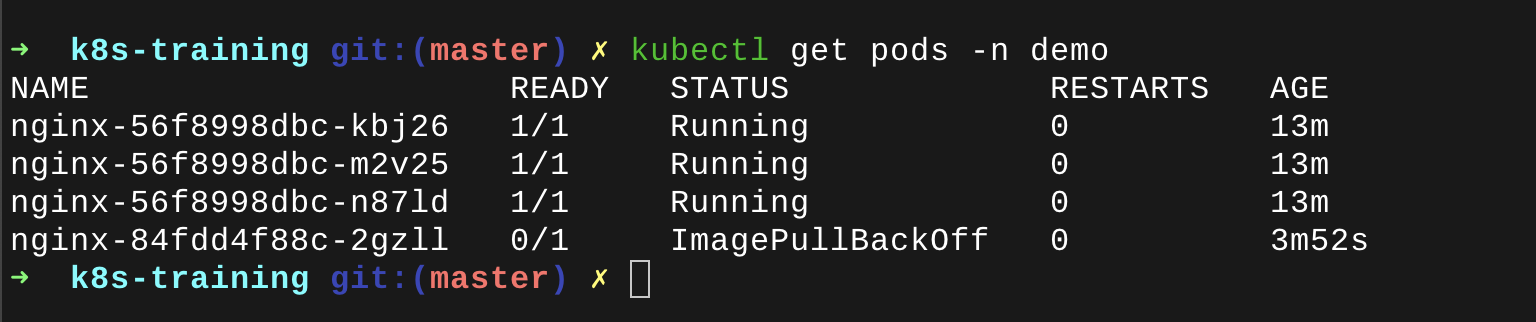 ➜  k8s-training git:(master) ✗ kubectl get pods -n demo
NAME                     READY   STATUS             RESTARTS   AGE
nginx-56f8998dbc-kbj26   1/1     Running            0          13m
nginx-56f8998dbc-m2v25   1/1     Running            0          13m
nginx-56f8998dbc-n87ld   1/1     Running            0          13m
nginx-84fdd4f88c-2gzll   0/1     ImagePullBackOff   0          3m52s
➜  k8s-training git:(master) ✗